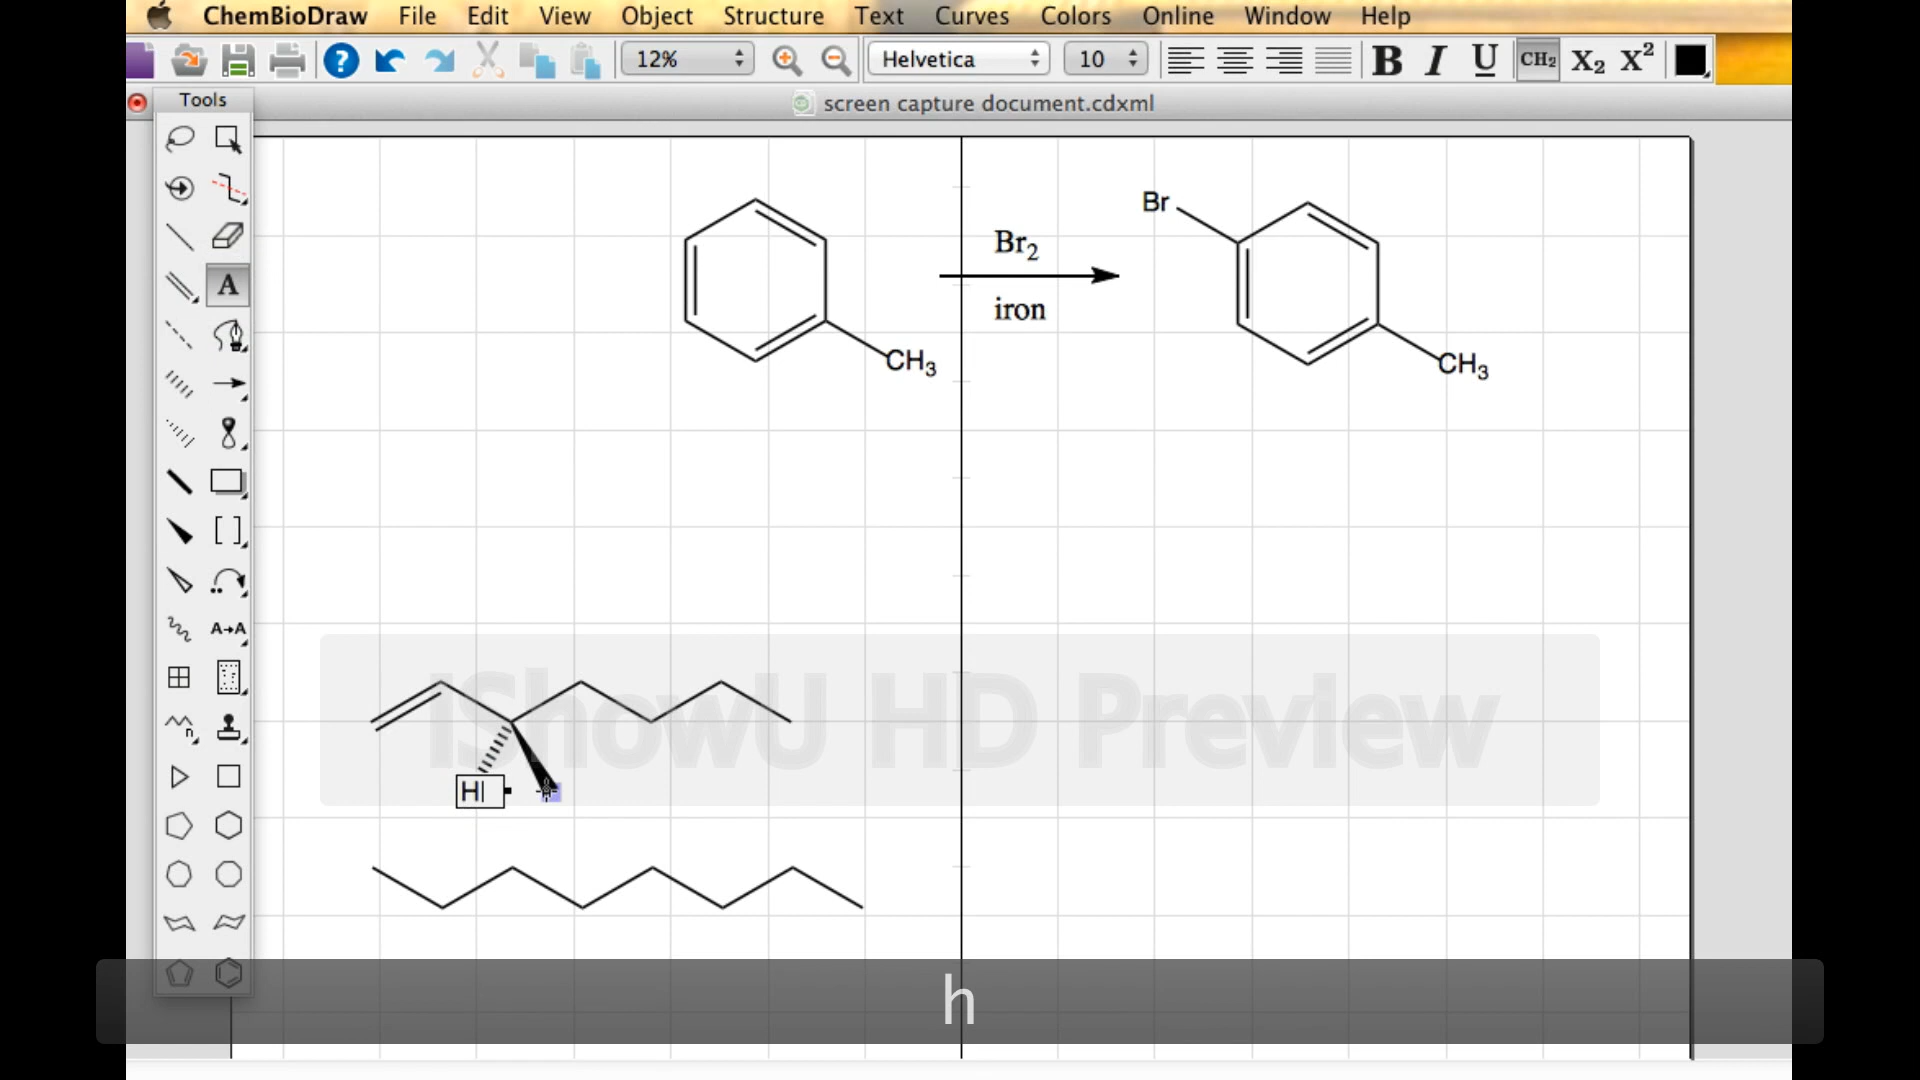 ChemBioDraw File Edit View Object Structure Text Curves Colors Online Window Help
12% Helvetica 10 B I U CH₂ X₂ X²
Tools
screen capture document.cdxml
A
[ ]
A→A
n
Br
Br₂
iron
CH₃
CH₃
iShowU HD Preview
H
h